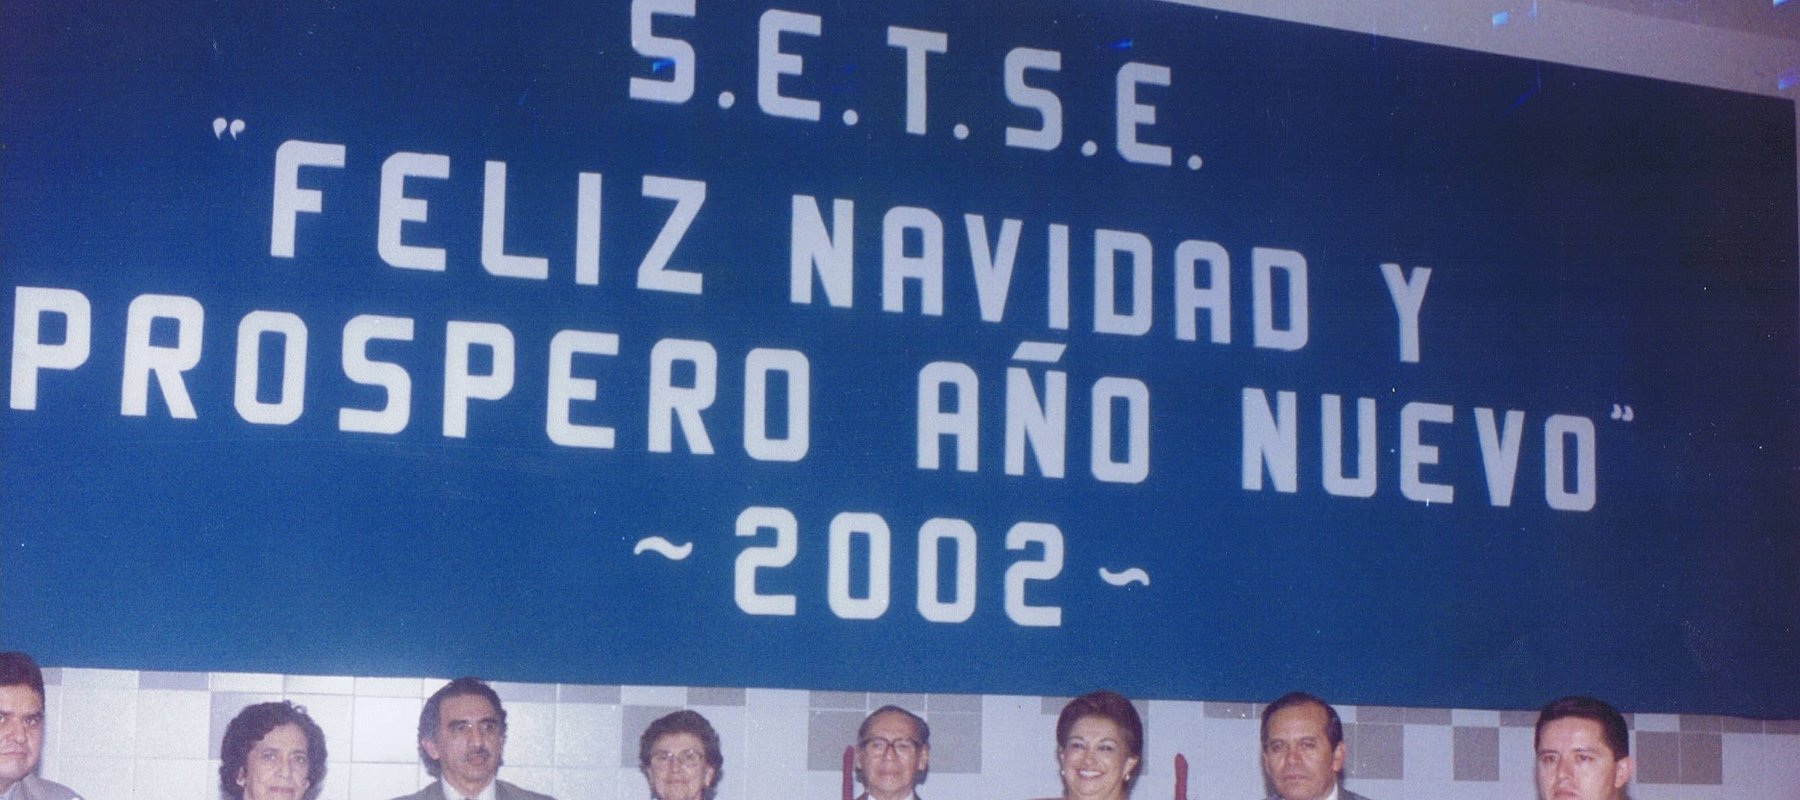 S.E.T.S.E.
"FELIZ NAVIDAD Y
PROSPERO AÑO NUEVO"
~2002~